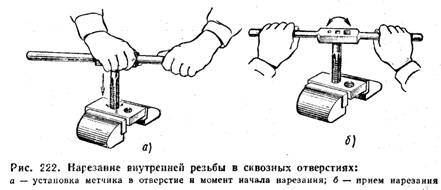 а)
б)
Рис. 222. Нарезание внутренней резьбы в сквозных отверстиях:
а — установка метчика в отверстие в момент начала нарезания; б — прием нарезания